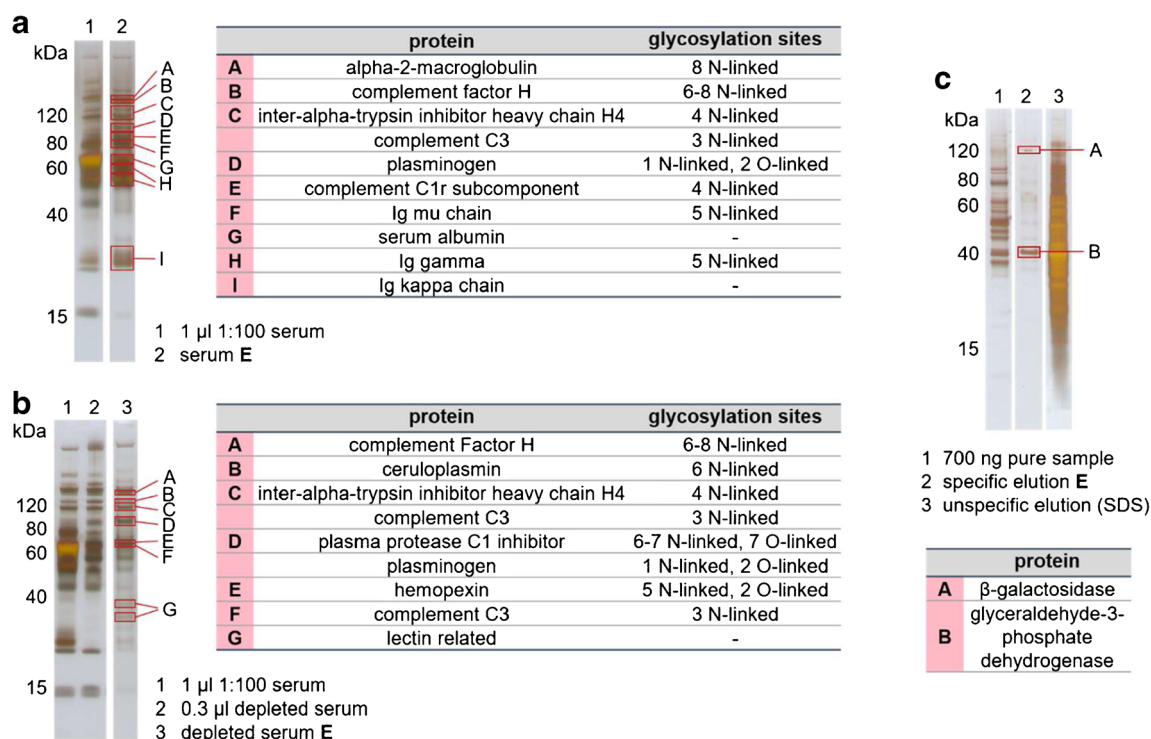 a
1 2
kDa
120
80
60
40
15
A
B
C
D
E
F
G
H
I
protein glycosylation sites
A alpha-2-macroglobulin 8 N-linked
B complement factor H 6-8 N-linked
C inter-alpha-trypsin inhibitor heavy chain H4 4 N-linked
complement C3 3 N-linked
D plasminogen 1 N-linked, 2 O-linked
E complement C1r subcomponent 4 N-linked
F Ig mu chain 5 N-linked
G serum albumin -
H Ig gamma 5 N-linked
I Ig kappa chain -
1 1 µl 1:100 serum
2 serum E
b
1 2 3
kDa
120
80
60
40
15
A
B
C
D
E
F
G
protein glycosylation sites
A complement Factor H 6-8 N-linked
B ceruloplasmin 6 N-linked
C inter-alpha-trypsin inhibitor heavy chain H4 4 N-linked
complement C3 3 N-linked
D plasma protease C1 inhibitor 6-7 N-linked, 7 O-linked
plasminogen 1 N-linked, 2 O-linked
E hemopexin 5 N-linked, 2 O-linked
F complement C3 3 N-linked
G lectin related -
1 1 µl 1:100 serum
2 0.3 µl depleted serum
3 depleted serum E
c
1 2 3
kDa
120
80
60
40
15
A
B
1 700 ng pure sample
2 specific elution E
3 unspecific elution (SDS)
protein
A β-galactosidase
B glyceraldehyde-3-
phosphate
dehydrogenase